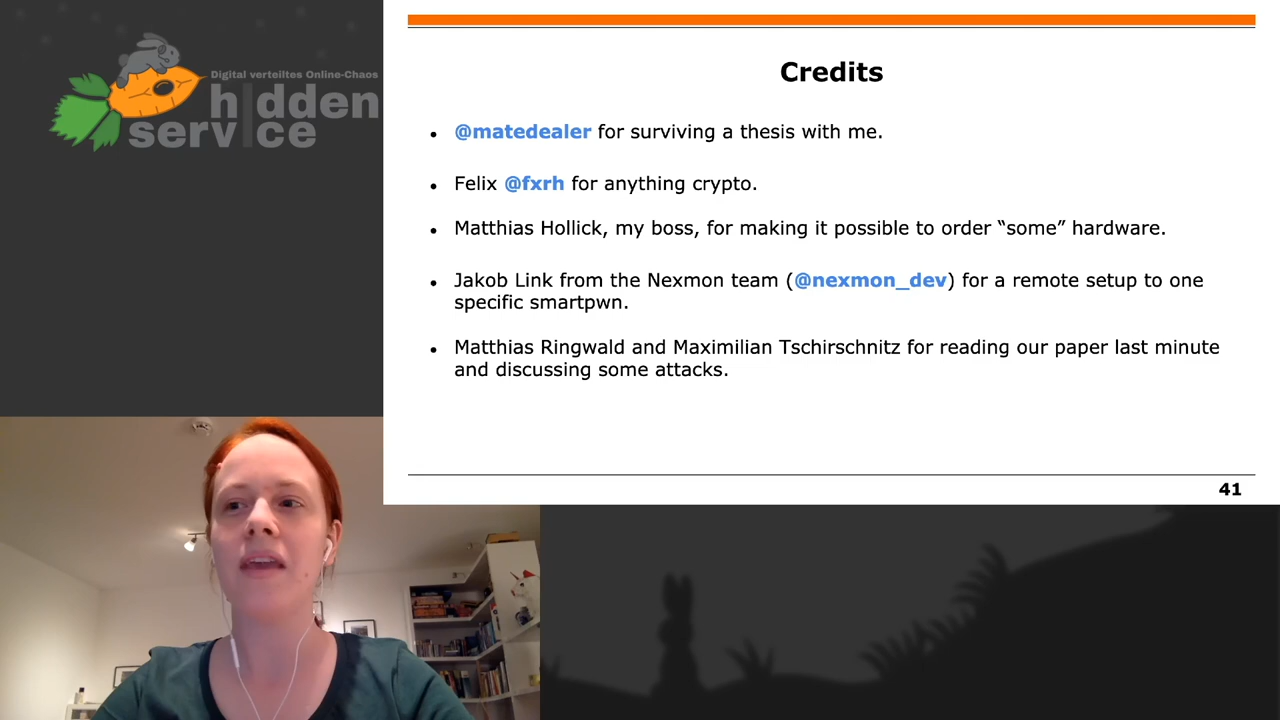 Digital verteiltes Online-Chaos
hidden
service
Credits
• @matedealer for surviving a thesis with me.
• Felix @fxrh for anything crypto.
• Matthias Hollick, my boss, for making it possible to order “some” hardware.
• Jakob Link from the Nexmon team (@nexmon_dev) for a remote setup to one
specific smartpwn.
• Matthias Ringwald and Maximilian Tschirschnitz for reading our paper last minute
and discussing some attacks.
41